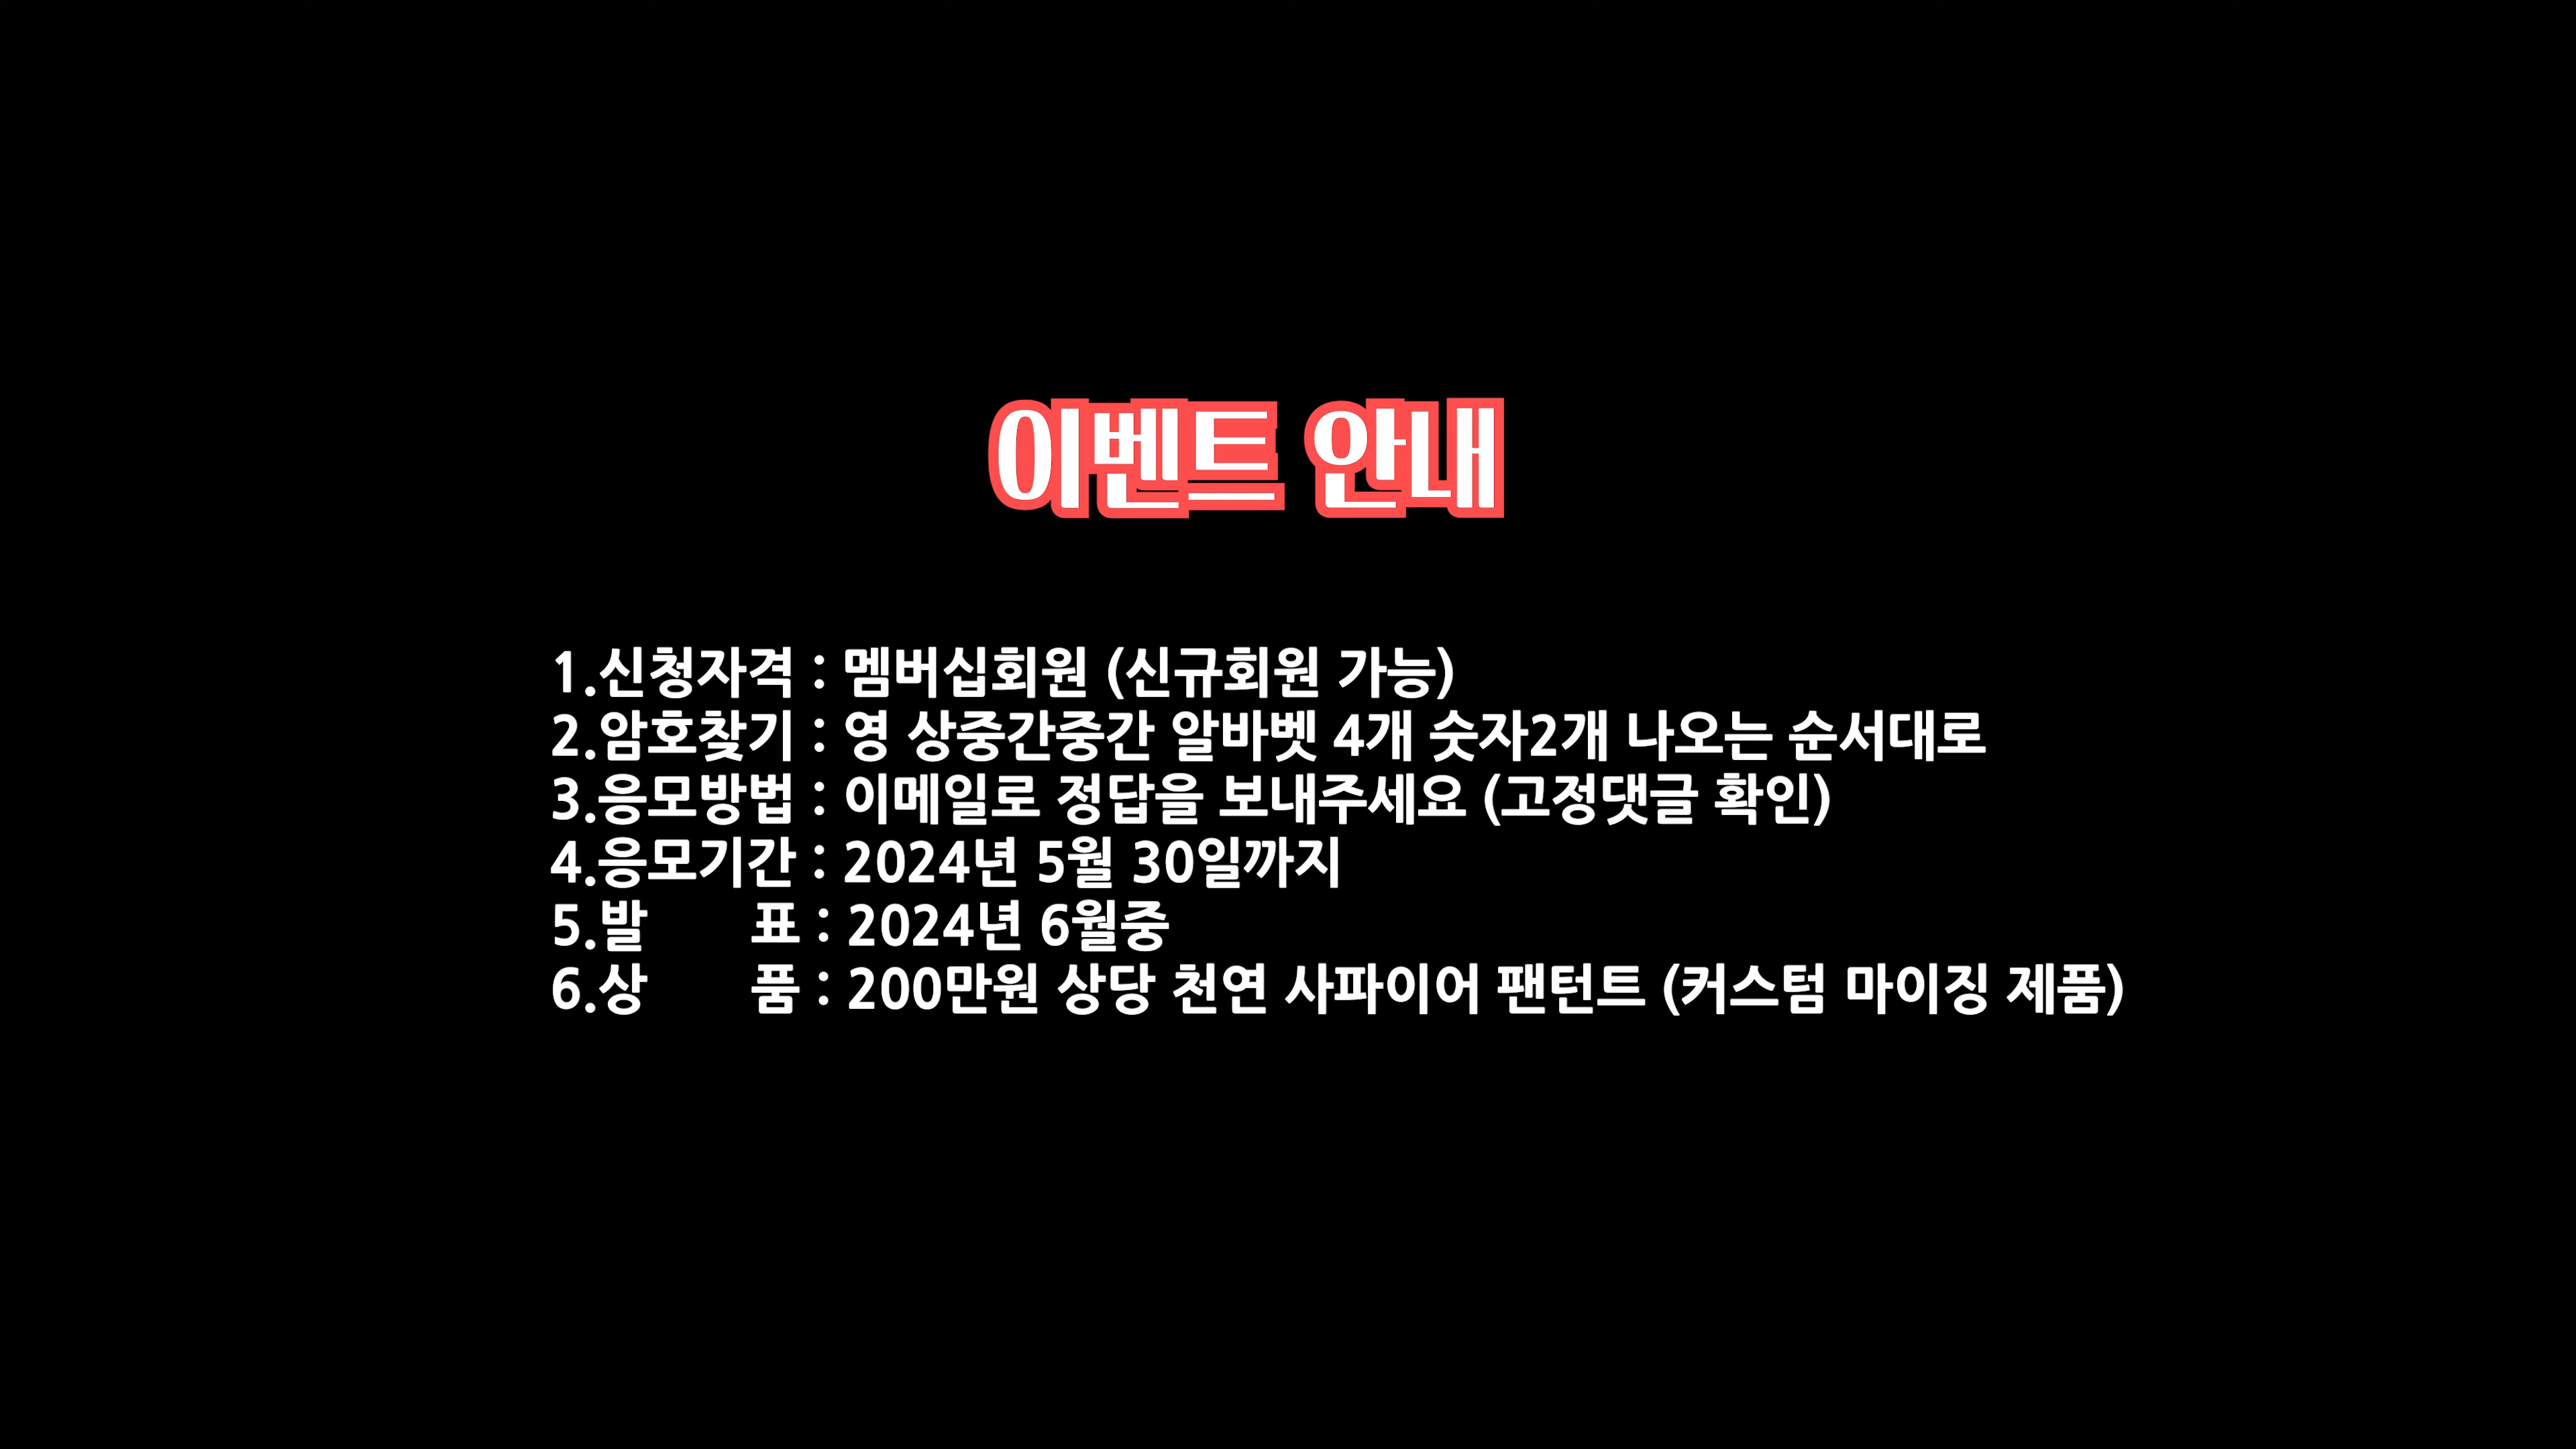 이벤트 안내
1.신청자격 : 멤버십회원 (신규회원 가능)
2.암호찾기 : 영 상중간중간 알바벳 4개 숫자2개 나오는 순서대로
3.응모방법 : 이메일로 정답을 보내주세요 (고정댓글 확인)
4.응모기간 : 2024년 5월 30일까지
5.발 표 : 2024년 6월중
6.상 품 : 200만원 상당 천연 사파이어 팬턴트 (커스텀 마이징 제품)